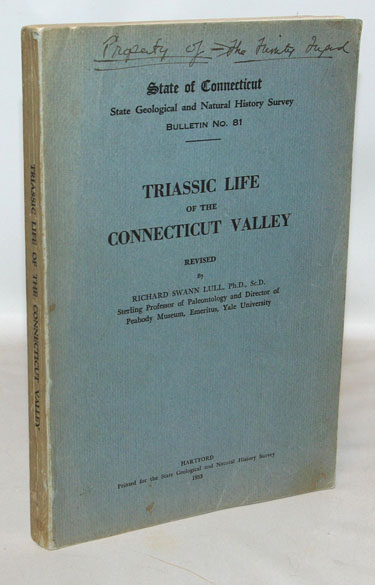 Property of — The
State of Connecticut
State Geological and Natural History Survey
BULLETIN NO. 81
TRIASSIC LIFE
OF THE
CONNECTICUT VALLEY
REVISED
By
RICHARD SWANN LULL, Ph.D., Sc.D.
Sterling Professor of Paleontology and Director of
Peabody Museum, Emeritus, Yale University
HARTFORD
Printed for the State Geological and Natural History Survey
1953
TRIASSIC LIFE OF THE CONNECTICUT VALLEY